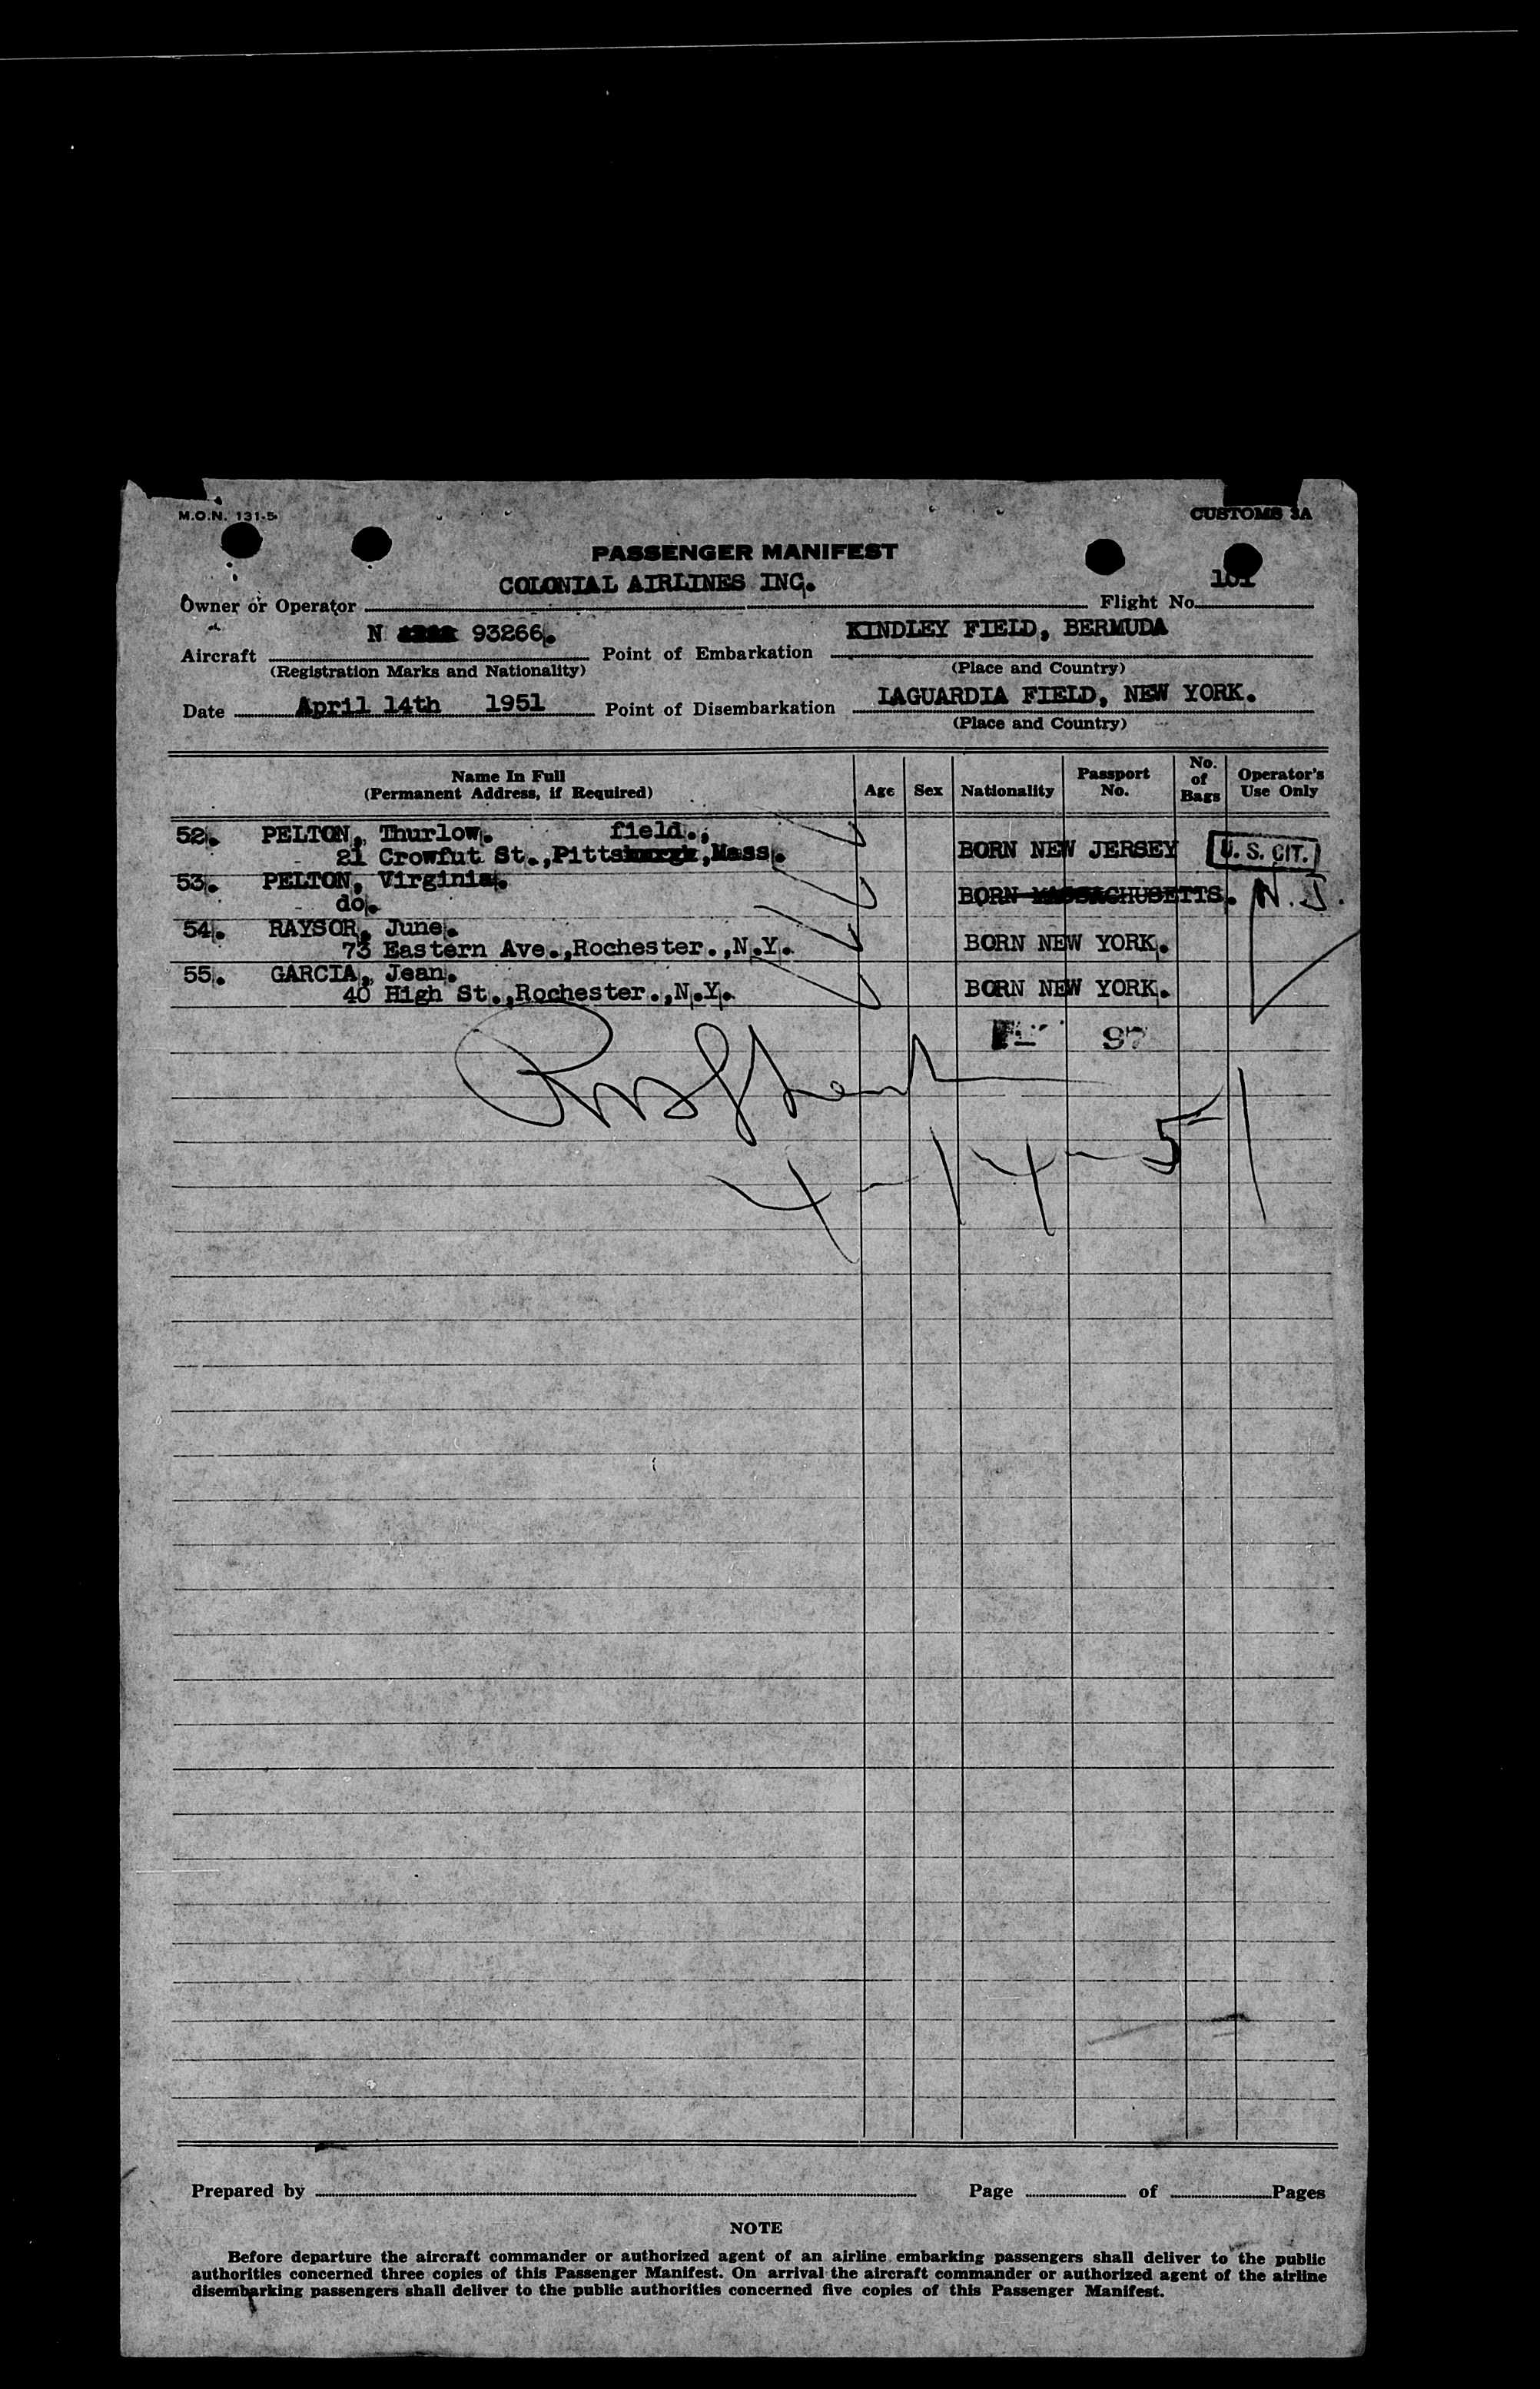 M.O.N. 131-5
CUSTOMS 3A
PASSENGER MANIFEST
COLONIAL AIRLINES INC.
101
Owner or Operator Flight No.
N 93266.
KINDLEY FIELD, BERMUDA
Aircraft Point of Embarkation
(Registration Marks and Nationality) (Place and Country)
Date April 14th 1951 Point of Disembarkation LAGUARDIA FIELD, NEW YORK.
(Place and Country)
Name In Full
(Permanent Address, if Required)
Age Sex Nationality Passport No. No. of Bags Operator's Use Only
52. PELTON, Thurlow. field.,
21 Crowfut St.,Pittsburgh,Mass. BORN NEW JERSEY U. S. CIT.
53. PELTON, Virginia.
do. BORN MASSACHUSETTS. N.J.
54. RAYSOR, June.
73 Eastern Ave.,Rochester.,N.Y. BORN NEW YORK.
55. GARCIA, Jean.
40 High St.,Rochester.,N.Y. BORN NEW YORK.
97
4-14-51
Prepared by Page of Pages
NOTE
Before departure the aircraft commander or authorized agent of an airline embarking passengers shall deliver to the public
authorities concerned three copies of this Passenger Manifest. On arrival the aircraft commander or authorized agent of the airline
disembarking passengers shall deliver to the public authorities concerned five copies of this Passenger Manifest.